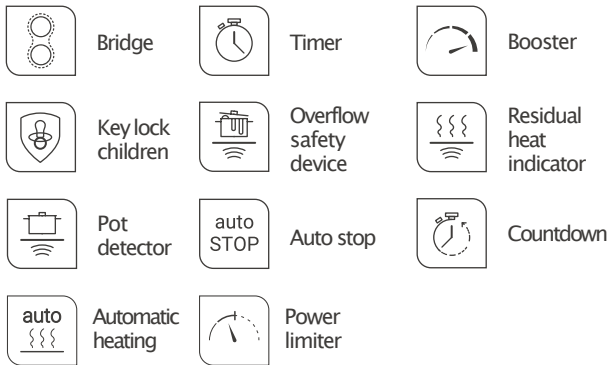 Bridge
Timer
Booster
Key lock
children
Overflow
safety
device
Residual
heat
indicator
Pot
detector
auto
STOP
Auto stop
Countdown
auto
Automatic
heating
Power
limiter